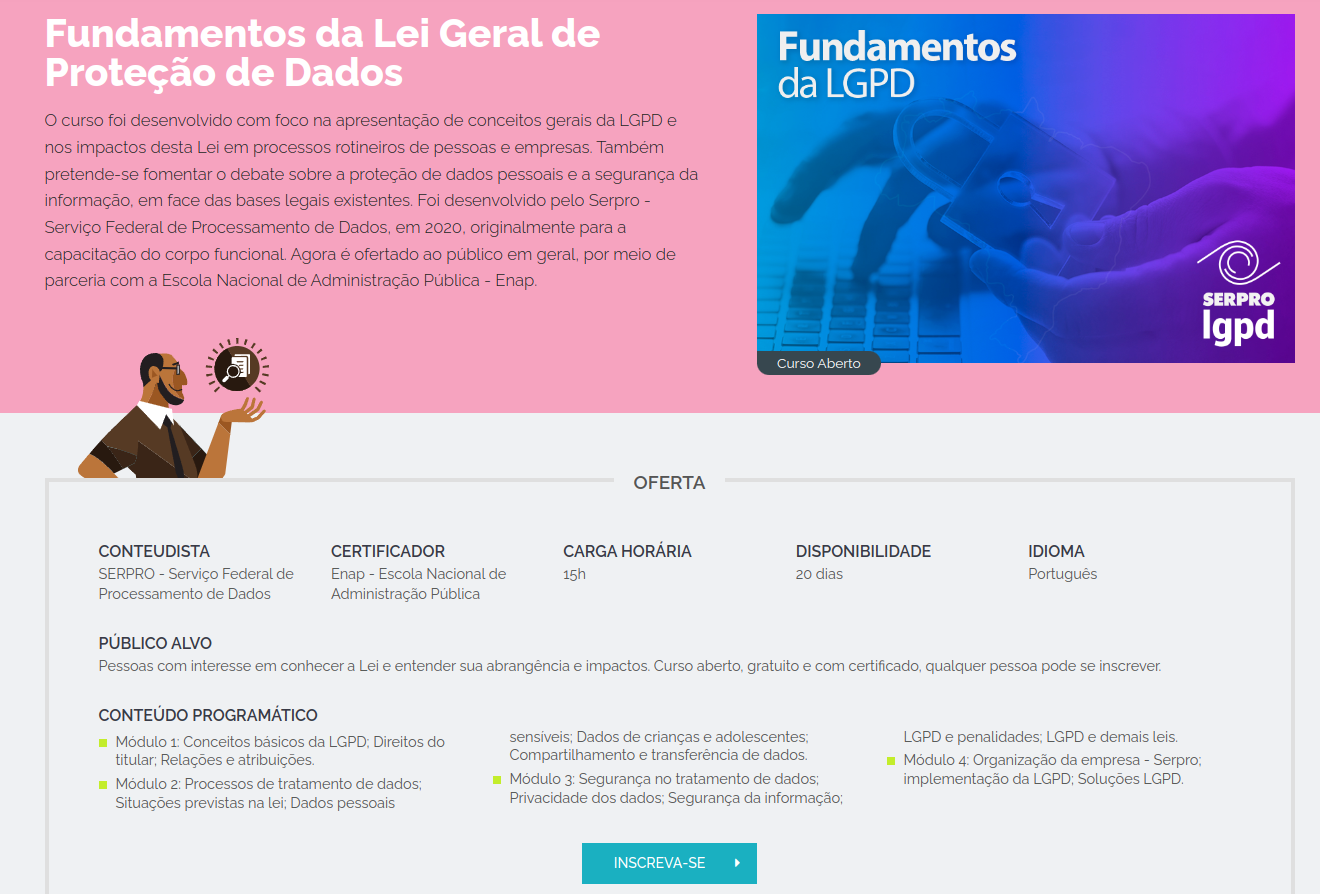 Fundamentos da Lei Geral de
Proteção de Dados
O curso foi desenvolvido com foco na apresentação de conceitos gerais da LGPD e
nos impactos desta Lei em processos rotineiros de pessoas e empresas. Também
pretende-se fomentar o debate sobre a proteção de dados pessoais e a segurança da
informação, em face das bases legais existentes. Foi desenvolvido pelo Serpro -
Serviço Federal de Processamento de Dados, em 2020, originalmente para a
capacitação do corpo funcional. Agora é ofertado ao público em geral, por meio de
parceria com a Escola Nacional de Administração Pública - Enap.
Fundamentos
da LGPD
SERPRO
lgpd
Curso Aberto
OFERTA
CONTEUDISTA
SERPRO - Serviço Federal de
Processamento de Dados
CERTIFICADOR
Enap - Escola Nacional de
Administração Pública
CARGA HORÁRIA
15h
DISPONIBILIDADE
20 dias
IDIOMA
Português
PÚBLICO ALVO
Pessoas com interesse em conhecer a Lei e entender sua abrangência e impactos. Curso aberto, gratuito e com certificado, qualquer pessoa pode se inscrever.
CONTEÚDO PROGRAMÁTICO
Módulo 1: Conceitos básicos da LGPD; Direitos do
titular; Relações e atribuições.
Módulo 2: Processos de tratamento de dados;
Situações previstas na lei; Dados pessoais
sensíveis; Dados de crianças e adolescentes;
Compartilhamento e transferência de dados.
Módulo 3: Segurança no tratamento de dados;
Privacidade dos dados; Segurança da informação;
LGPD e penalidades; LGPD e demais leis.
Módulo 4: Organização da empresa - Serpro;
implementação da LGPD; Soluções LGPD.
INSCREVA-SE